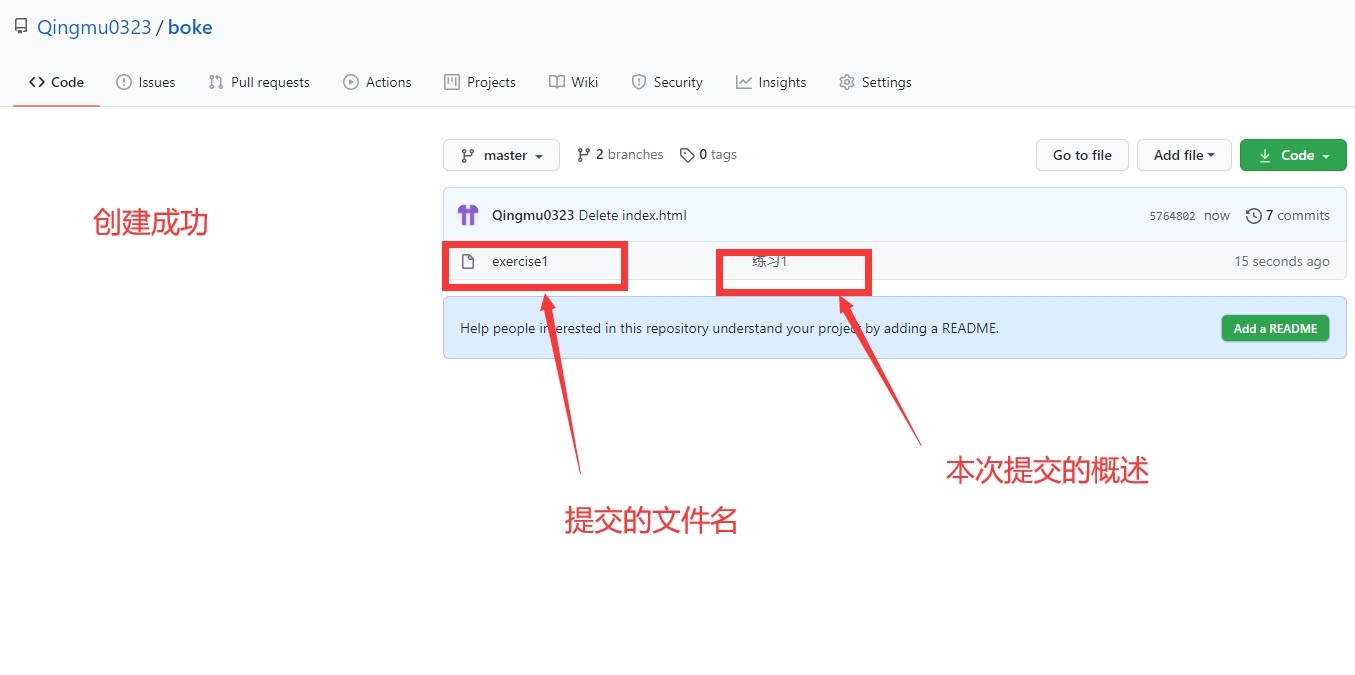 Qingmu0323 / boke
Code Issues Pull requests Actions Projects Wiki Security Insights Settings
master 2 branches 0 tags Go to file Add file Code
创建成功
Qingmu0323 Delete index.html 5764802 now 7 commits
exercise1 练习1 15 seconds ago
Help people interested in this repository understand your project by adding a README. Add a README
本次提交的概述
提交的文件名